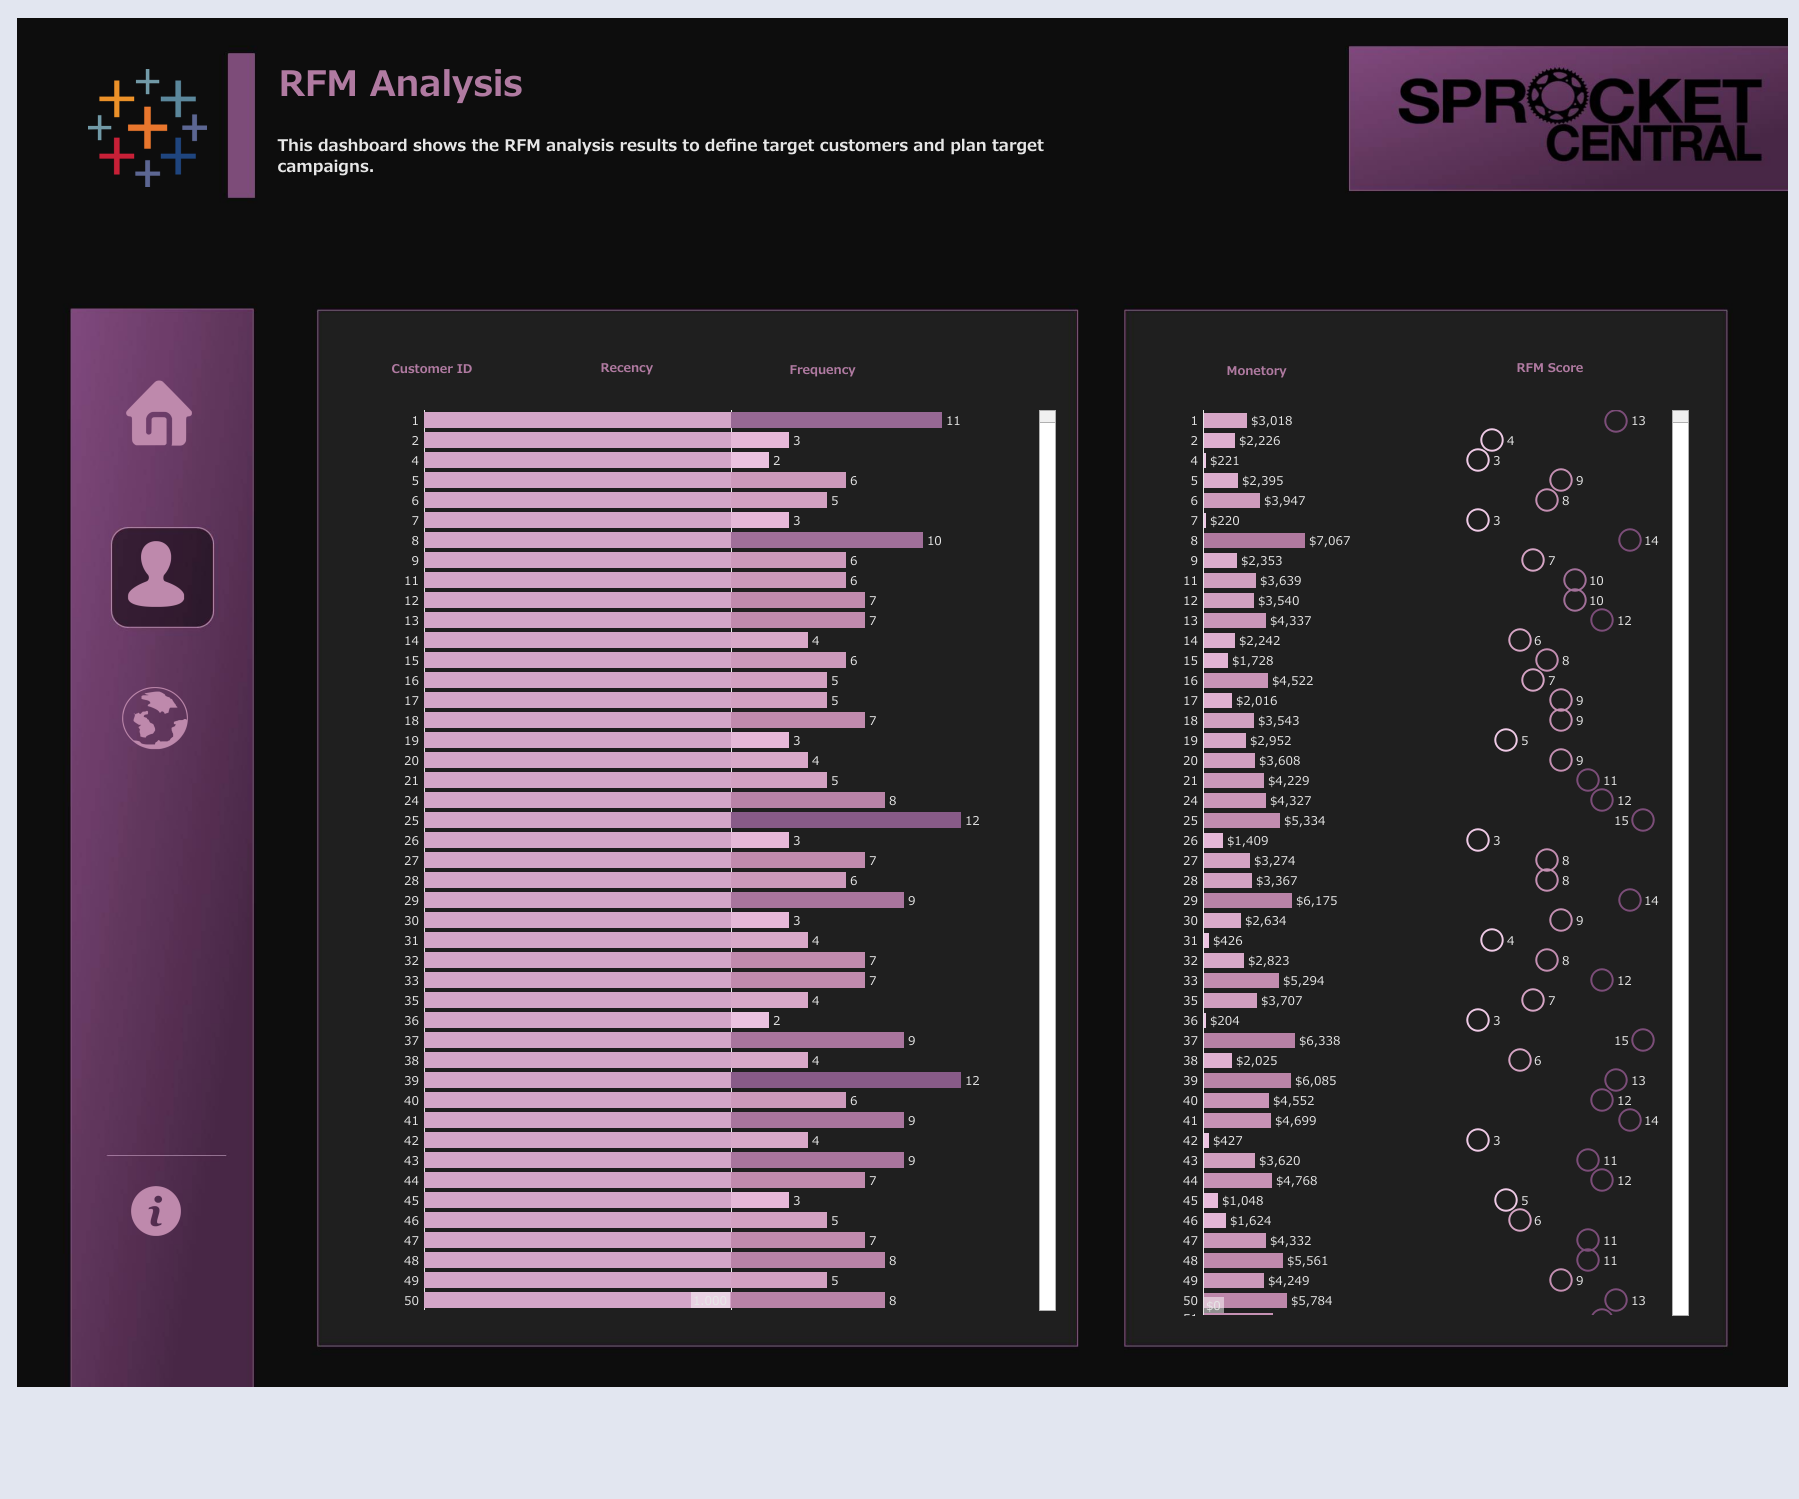 RFM Analysis
SPROCKET
CENTRAL
This dashboard shows the RFM analysis results to define target customers and plan target
campaigns.
Customer ID Recency Frequency
1 11
2 3
4 2
5 6
6 5
7 3
8 10
9 6
11 6
12 7
13 7
14 4
15 6
16 5
17 5
18 7
19 3
20 4
21 5
24 8
25 12
26 3
27 7
28 6
29 9
30 3
31 4
32 7
33 7
35 4
36 2
37 9
38 4
39 12
40 6
41 9
42 4
43 9
44 7
45 3
46 5
47 7
48 8
49 5
50 1,000 8
Monetory RFM Score
1 $3,018 13
2 $2,226 4
4 $221 3
5 $2,395 9
6 $3,947 8
7 $220 3
8 $7,067 14
9 $2,353 7
11 $3,639 10
12 $3,540 10
13 $4,337 12
14 $2,242 6
15 $1,728 8
16 $4,522 7
17 $2,016 9
18 $3,543 9
19 $2,952 5
20 $3,608 9
21 $4,229 11
24 $4,327 12
25 $5,334 15
26 $1,409 3
27 $3,274 8
28 $3,367 8
29 $6,175 14
30 $2,634 9
31 $426 4
32 $2,823 8
33 $5,294 12
35 $3,707 7
36 $204 3
37 $6,338 15
38 $2,025 6
39 $6,085 13
40 $4,552 12
41 $4,699 14
42 $427 3
43 $3,620 11
44 $4,768 12
45 $1,048 5
46 $1,624 6
47 $4,332 11
48 $5,561 11
49 $4,249 9
50 $0 $5,784 13